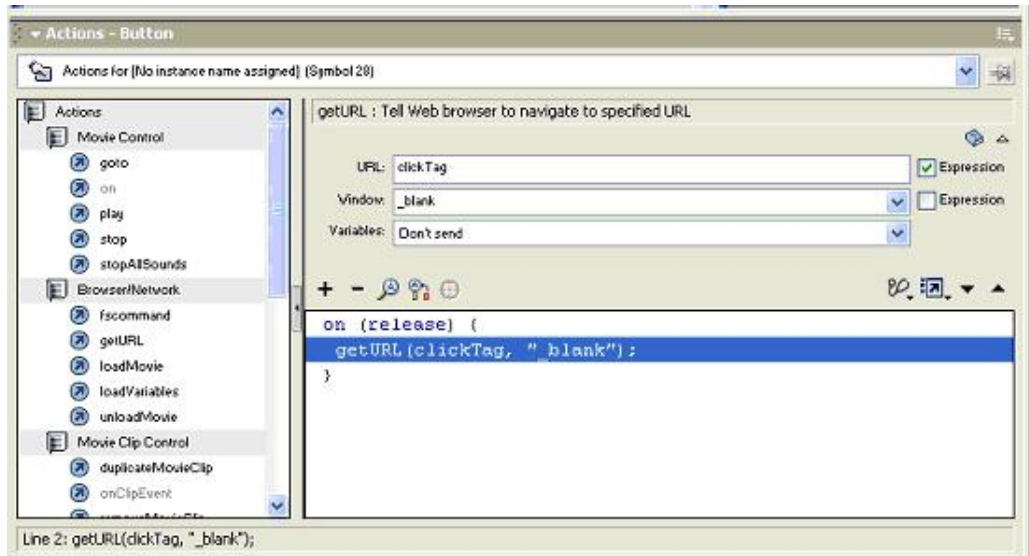 Actions - Button
Actions for [No instance name assigned] (Symbol 28)
Actions
Movie Control
goto
on
play
stop
stopAllSounds
Browser/Network
fscommand
getURL
loadMovie
loadVariables
unloadMovie
Movie Clip Control
duplicateMovieClip
onClipEvent
getURL : Tell Web browser to navigate to specified URL
URL: clickTag Expression
Window: _blank Expression
Variables: Don't send
on (release) {
getURL(clickTag, "_blank");
}
Line 2: getURL(clickTag, "_blank");